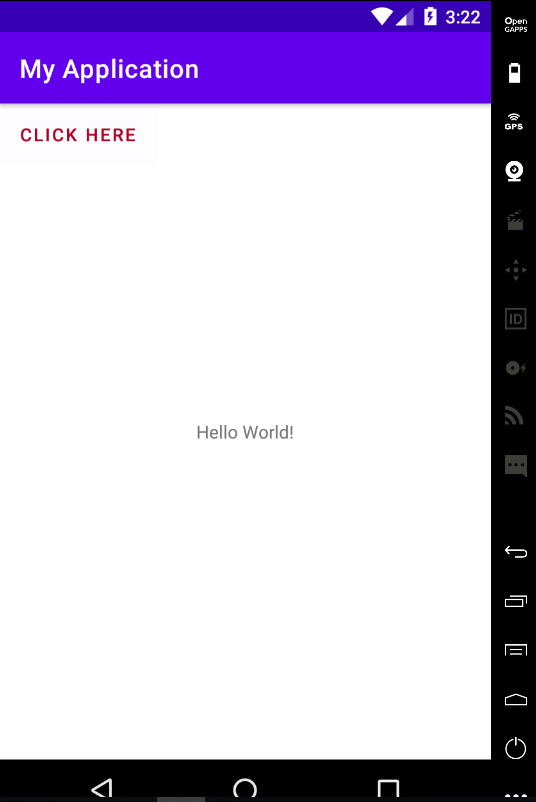 3:22
Open
GAPPS
My Application
GPS
CLICK HERE
ID
Hello World!